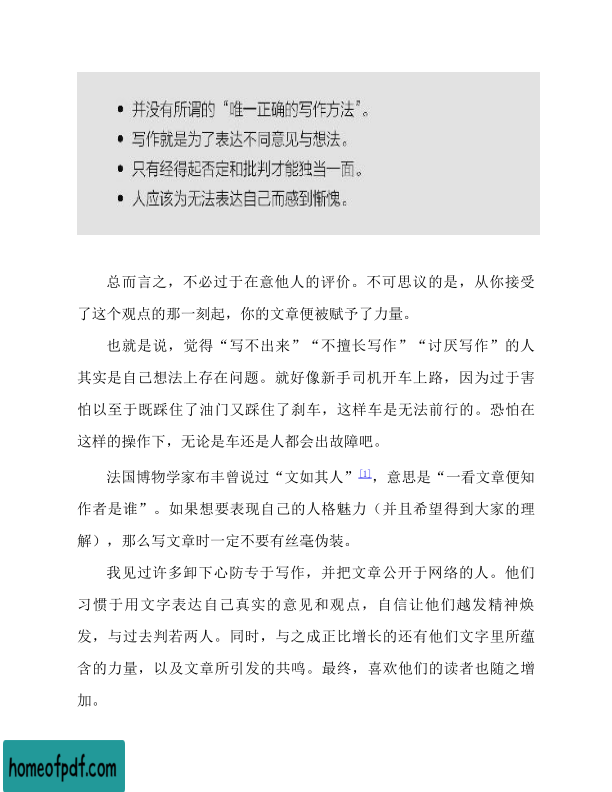 • 并没有所谓的“唯一正确的写作方法”。
• 写作就是为了表达不同意见与想法。
• 只有经得起否定和批判才能独当一面。
• 人应该为无法表达自己而感到惭愧。
总而言之，不必过于在意他人的评价。不可思议的是，从你接受
了这个观点的那一刻起，你的文章便被赋予了力量。
也就是说，觉得“写不出来”“不擅长写作”“讨厌写作”的人
其实是自己想法上存在问题。就好像新手司机开车上路，因为过于害
怕以至于既踩住了油门又踩住了刹车，这样车是无法前行的。恐怕在
这样的操作下，无论是车还是人都会出故障吧。
法国博物学家布丰曾说过“文如其人”[1]，意思是“一看文章便知
作者是谁”。如果想要表现自己的人格魅力（并且希望得到大家的理
解），那么写文章时一定不要有丝毫伪装。
我见过许多卸下心防专于写作，并把文章公开于网络的人。他们
习惯于用文字表达自己真实的意见和观点，自信让他们越发精神焕
发，与过去判若两人。同时，与之成正比增长的还有他们文字里所蕴
含的力量，以及文章所引发的共鸣。最终，喜欢他们的读者也随之增
加。
homeofpdf.com